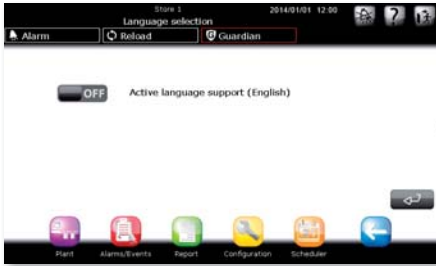 Store 1
2014/01/01 12:00
Language selection
Alarm
Reload
Guardian
OFF
Active language support (English)
Plant
Alarms/Events
Report
Configuration
Scheduler